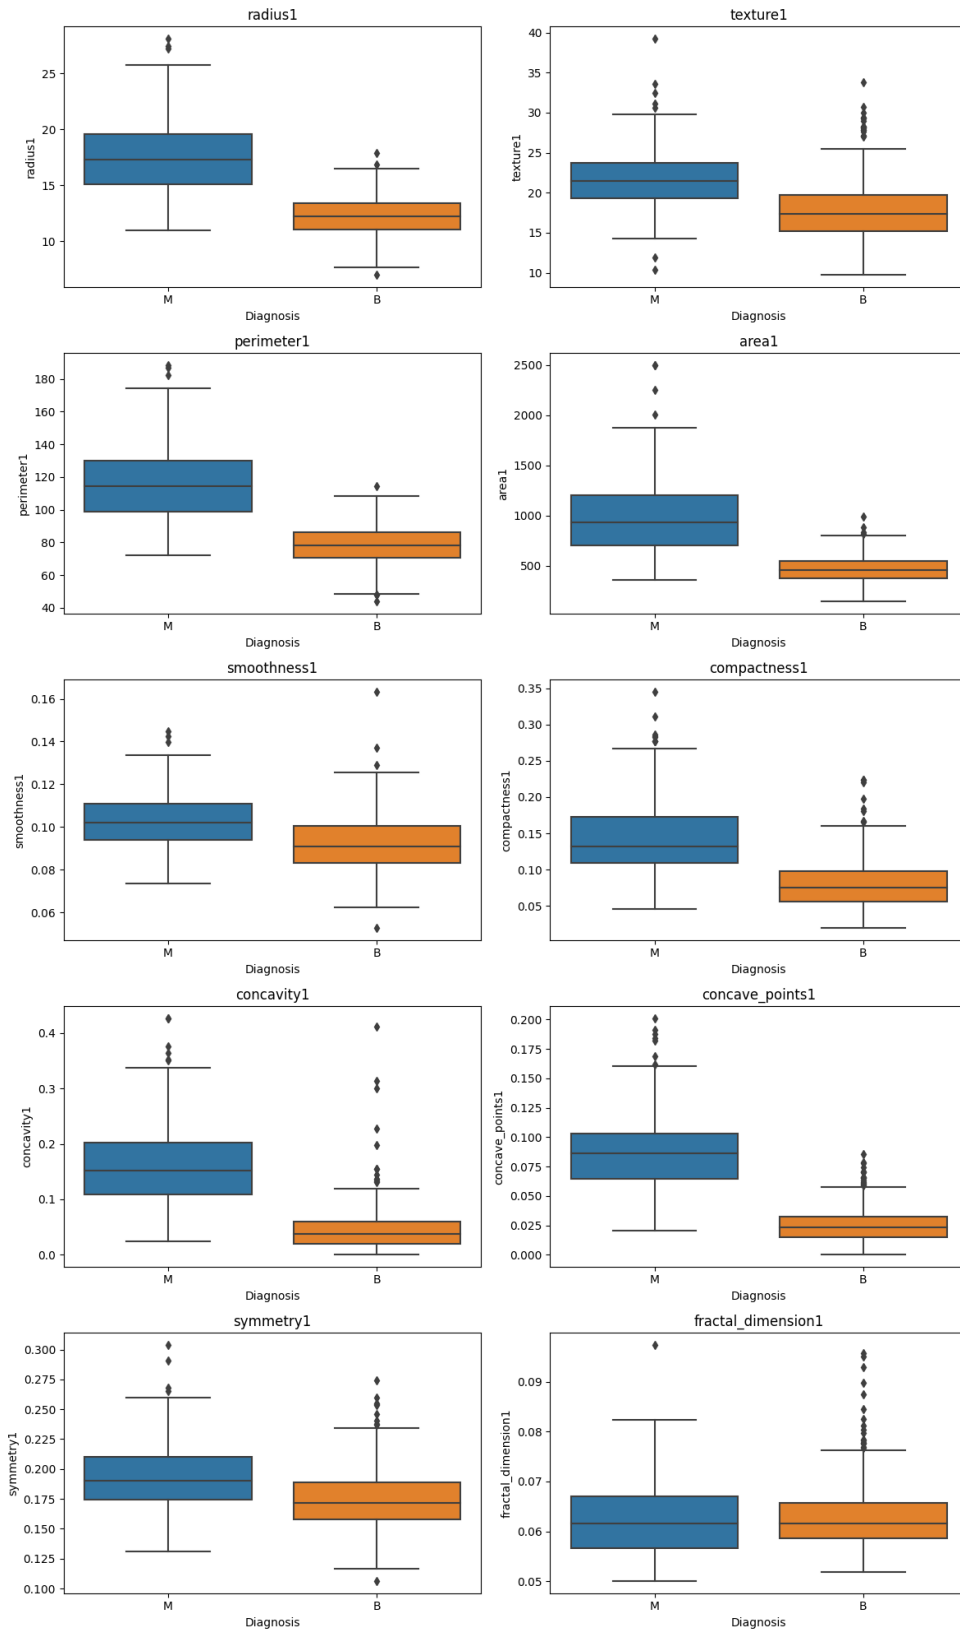 radius1
25
20
15
10
radius1
M
B
Diagnosis
texture1
40
35
30
25
20
15
10
texture1
M
B
Diagnosis
perimeter1
180
160
140
120
100
80
60
40
perimeter1
M
B
Diagnosis
area1
2500
2000
1500
1000
500
area1
M
B
Diagnosis
smoothness1
0.16
0.14
0.12
0.10
0.08
0.06
smoothness1
M
B
Diagnosis
compactness1
0.35
0.30
0.25
0.20
0.15
0.10
0.05
compactness1
M
B
Diagnosis
concavity1
0.4
0.3
0.2
0.1
0.0
concavity1
M
B
Diagnosis
concave_points1
0.200
0.175
0.150
0.125
0.100
0.075
0.050
0.025
0.000
concave_points1
M
B
Diagnosis
symmetry1
0.300
0.275
0.250
0.225
0.200
0.175
0.150
0.125
0.100
symmetry1
M
B
Diagnosis
fractal_dimension1
0.09
0.08
0.07
0.06
0.05
fractal_dimension1
M
B
Diagnosis